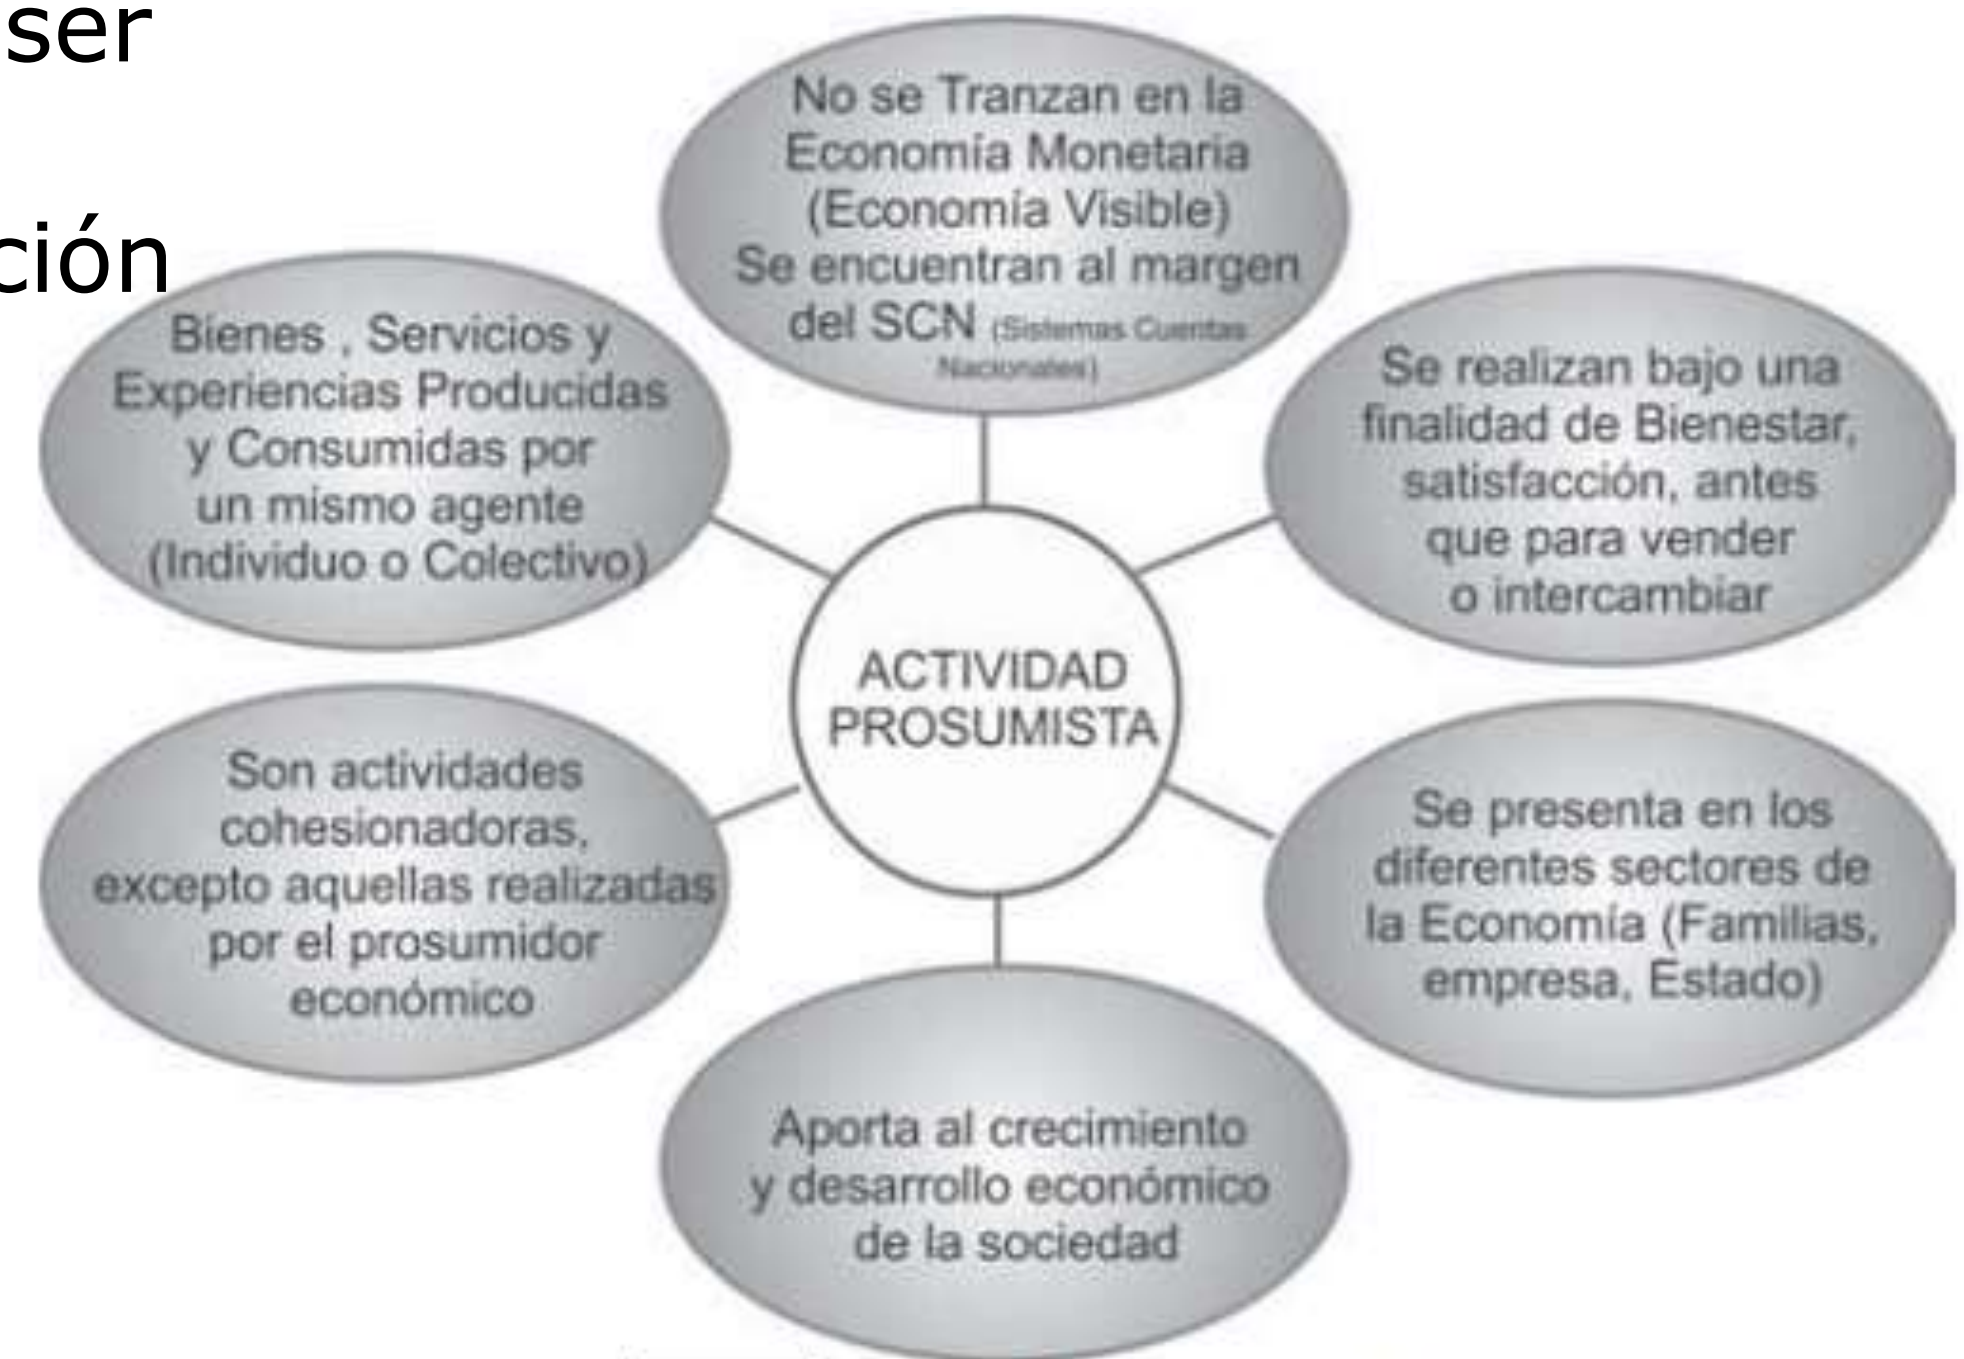 ser
ción
No se Tranzan en la
Economía Monetaria
(Economía Visible)
Se encuentran al margen
del SCN (Sistemas Cuentas
Nacionales)
Bienes , Servicios y
Experiencias Producidas
y Consumidas por
un mismo agente
(Individuo o Colectivo)
Se realizan bajo una
finalidad de Bienestar,
satisfacción, antes
que para vender
o intercambiar
ACTIVIDAD
PROSUMISTA
Son actividades
cohesionadoras,
excepto aquellas realizadas
por el prosumidor
económico
Se presenta en los
diferentes sectores de
la Economía (Familias,
empresa, Estado)
Aporta al crecimiento
y desarrollo económico
de la sociedad